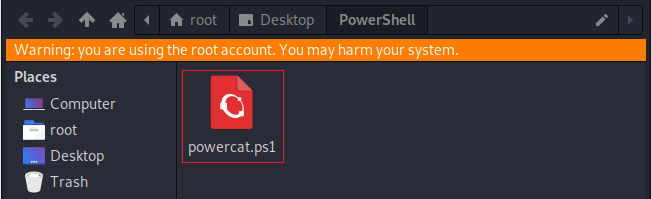 root Desktop PowerShell
Warning: you are using the root account. You may harm your system.
Places
Computer
root
Desktop
Trash
powercat.ps1